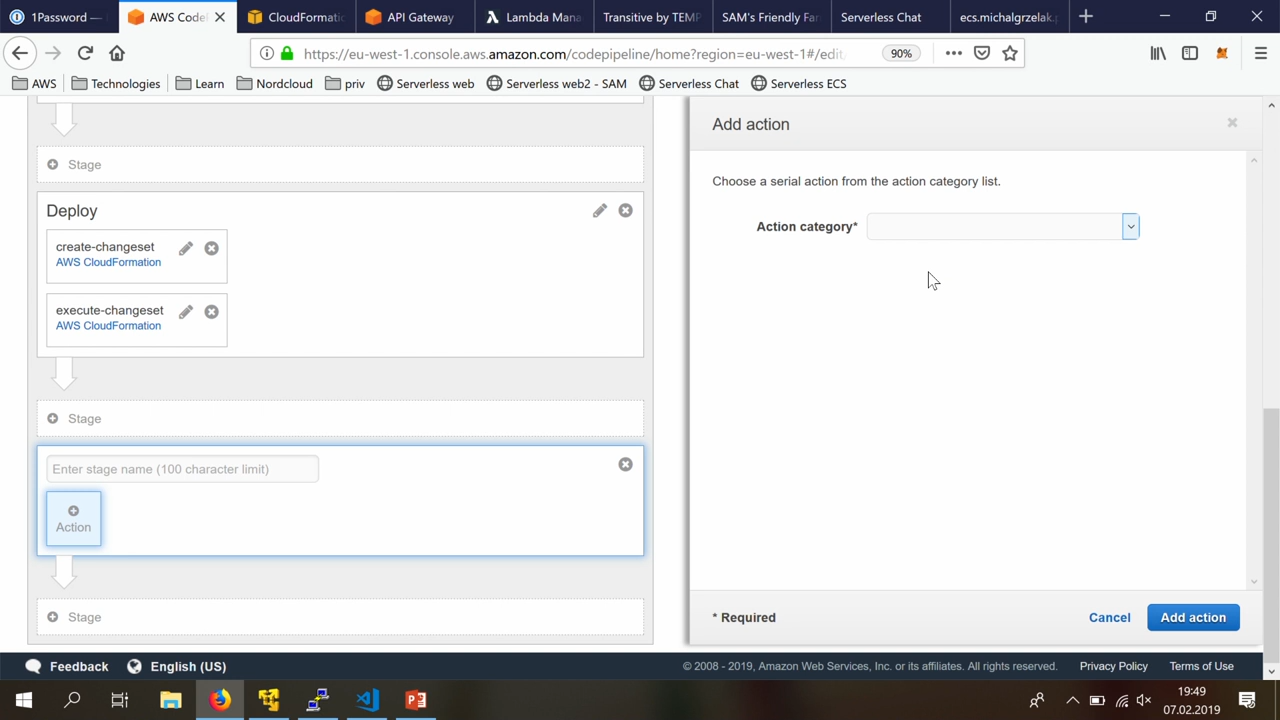 1Password —
AWS CodeP
CloudFormatic
API Gateway
Lambda Mana
Transitive by TEMP
SAM's Friendly Far
Serverless Chat
ecs.michalgrzelak.p
https://eu-west-1.console.aws.amazon.com/codepipeline/home?region=eu-west-1#/edit
90%
AWS
Technologies
Learn
Nordcloud
priv
Serverless web
Serverless web2 - SAM
Serverless Chat
Serverless ECS
Stage
Deploy
create-changeset
AWS CloudFormation
execute-changeset
AWS CloudFormation
Stage
Enter stage name (100 character limit)
Action
Stage
Add action
Choose a serial action from the action category list.
Action category*
* Required
Cancel
Add action
Feedback
English (US)
© 2008 - 2019, Amazon Web Services, Inc. or its affiliates. All rights reserved.
Privacy Policy
Terms of Use
19:49
07.02.2019